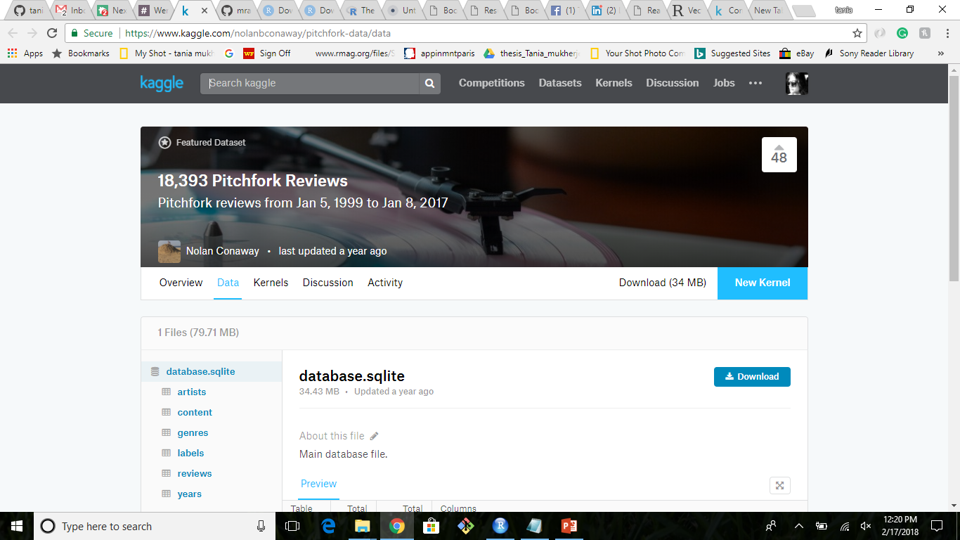 tani
Inb
Nex
We
k
mra
Do
Do
The
Unt
Boo
Res
Boo
(1)
(2)
Rea
R Vec
Cor
New Ta
tania
Secure | https://www.kaggle.com/nolanbconaway/pitchfork-data/data
Apps
Bookmarks
My Shot - tania mukh
Sign Off
www.rmag.org/files/S
appinmntparis
thesis_Tania_mukherje
Your Shot Photo Com
Suggested Sites
eBay
Sony Reader Library
»
kaggle
Search kaggle
Competitions
Datasets
Kernels
Discussion
Jobs
Featured Dataset
48
18,393 Pitchfork Reviews
Pitchfork reviews from Jan 5, 1999 to Jan 8, 2017
Nolan Conaway • last updated a year ago
Overview
Data
Kernels
Discussion
Activity
Download (34 MB)
New Kernel
1 Files (79.71 MB)
database.sqlite
artists
content
genres
labels
reviews
years
database.sqlite
34.43 MB • Updated a year ago
Download
About this file
Main database file.
Preview
Table
Total
Total
Columns
Type here to search
12:20 PM
2/17/2018